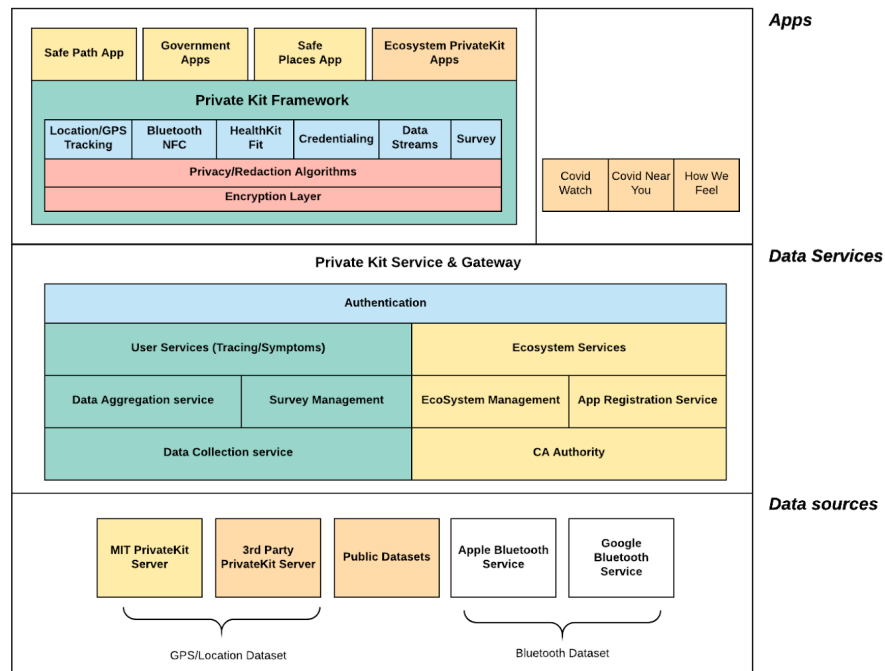 Apps
Safe Path App
Government
Apps
Safe
Places App
Ecosystem PrivateKit
Apps
Private Kit Framework
Location/GPS
Tracking
Bluetooth
NFC
HealthKit
Fit
Credentialing
Data
Streams
Survey
Privacy/Redaction Algorithms
Encryption Layer
Covid
Watch
Covid Near
You
How We
Feel
Data Services
Private Kit Service & Gateway
Authentication
User Services (Tracing/Symptoms)
Ecosystem Services
Data Aggregation service
Survey Management
EcoSystem Management
App Registration Service
Data Collection service
CA Authority
Data sources
MIT PrivateKit
Server
3rd Party
PrivateKit Server
Public Datasets
Apple Bluetooth
Service
Google
Bluetooth
Service
GPS/Location Dataset
Bluetooth Dataset